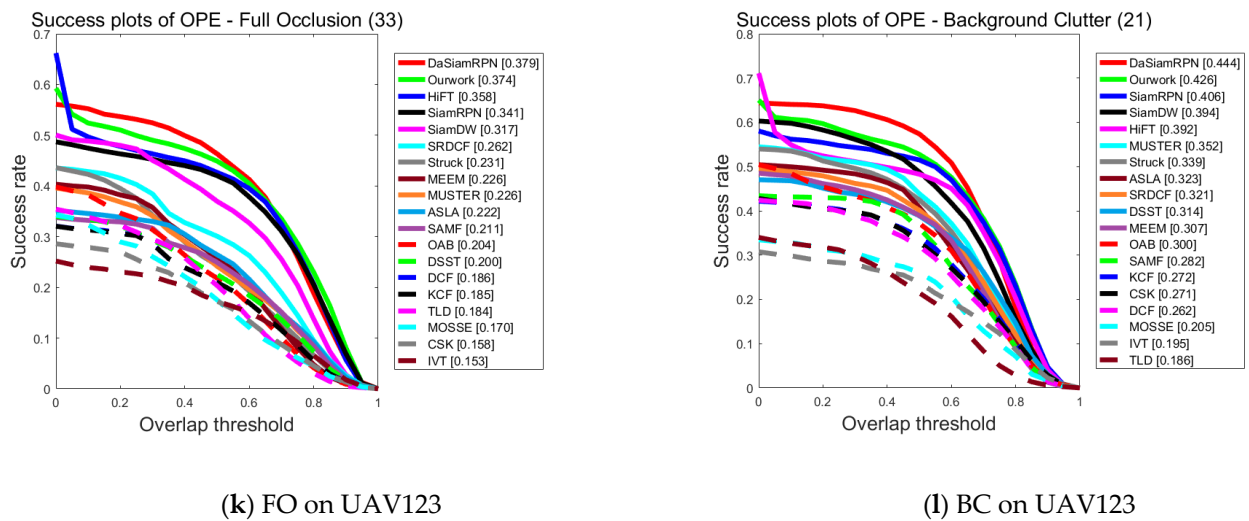 Success plots of OPE - Full Occlusion (33)
0.7
0.6
0.5
0.4
0.3
0.2
0.1
0
Success rate
0 0.2 0.4 0.6 0.8 1
Overlap threshold
DaSiamRPN [0.379]
Ourwork [0.374]
HiFT [0.358]
SiamRPN [0.341]
SiamDW [0.317]
SRDCF [0.262]
Struck [0.231]
MEEM [0.226]
MUSTER [0.226]
ASLA [0.222]
SAMF [0.211]
OAB [0.204]
DSST [0.200]
DCF [0.186]
KCF [0.185]
TLD [0.184]
MOSSE [0.170]
CSK [0.158]
IVT [0.153]
(k) FO on UAV123
Success plots of OPE - Background Clutter (21)
0.8
0.7
0.6
0.5
0.4
0.3
0.2
0.1
0
Success rate
0 0.2 0.4 0.6 0.8 1
Overlap threshold
DaSiamRPN [0.444]
Ourwork [0.426]
SiamRPN [0.406]
SiamDW [0.394]
HiFT [0.392]
MUSTER [0.352]
Struck [0.339]
ASLA [0.323]
SRDCF [0.321]
DSST [0.314]
MEEM [0.307]
OAB [0.300]
SAMF [0.282]
KCF [0.272]
CSK [0.271]
DCF [0.262]
MOSSE [0.205]
IVT [0.195]
TLD [0.186]
(l) BC on UAV123